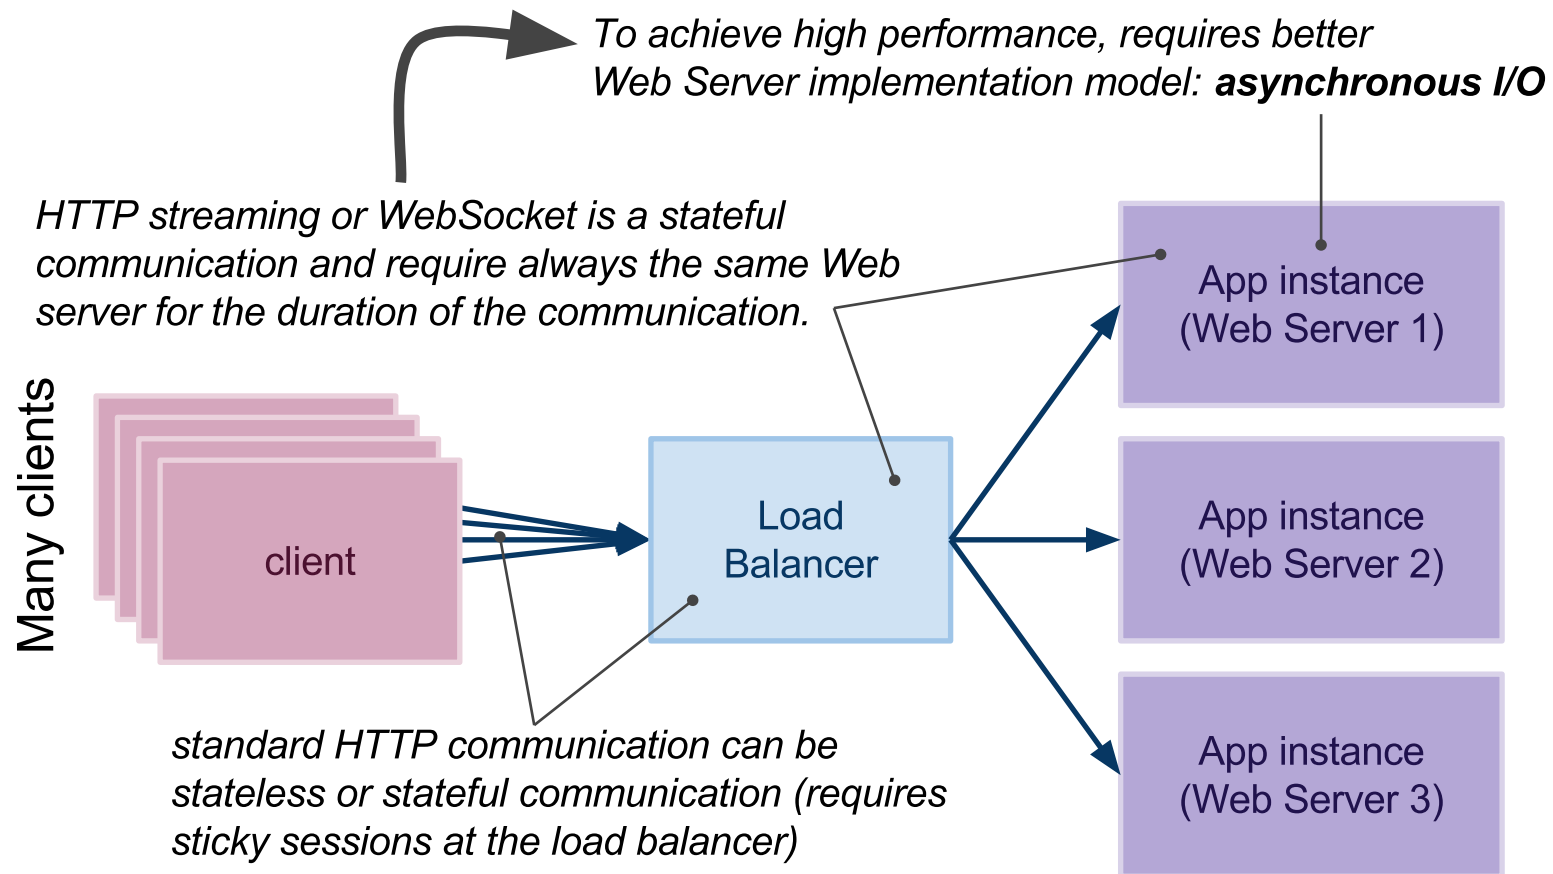 To achieve high performance, requires better
Web Server implementation model: asynchronous I/O
HTTP streaming or WebSocket is a stateful
communication and require always the same Web
server for the duration of the communication.
Many clients
client
Load
Balancer
App instance
(Web Server 1)
App instance
(Web Server 2)
App instance
(Web Server 3)
standard HTTP communication can be
stateless or stateful communication (requires
sticky sessions at the load balancer)